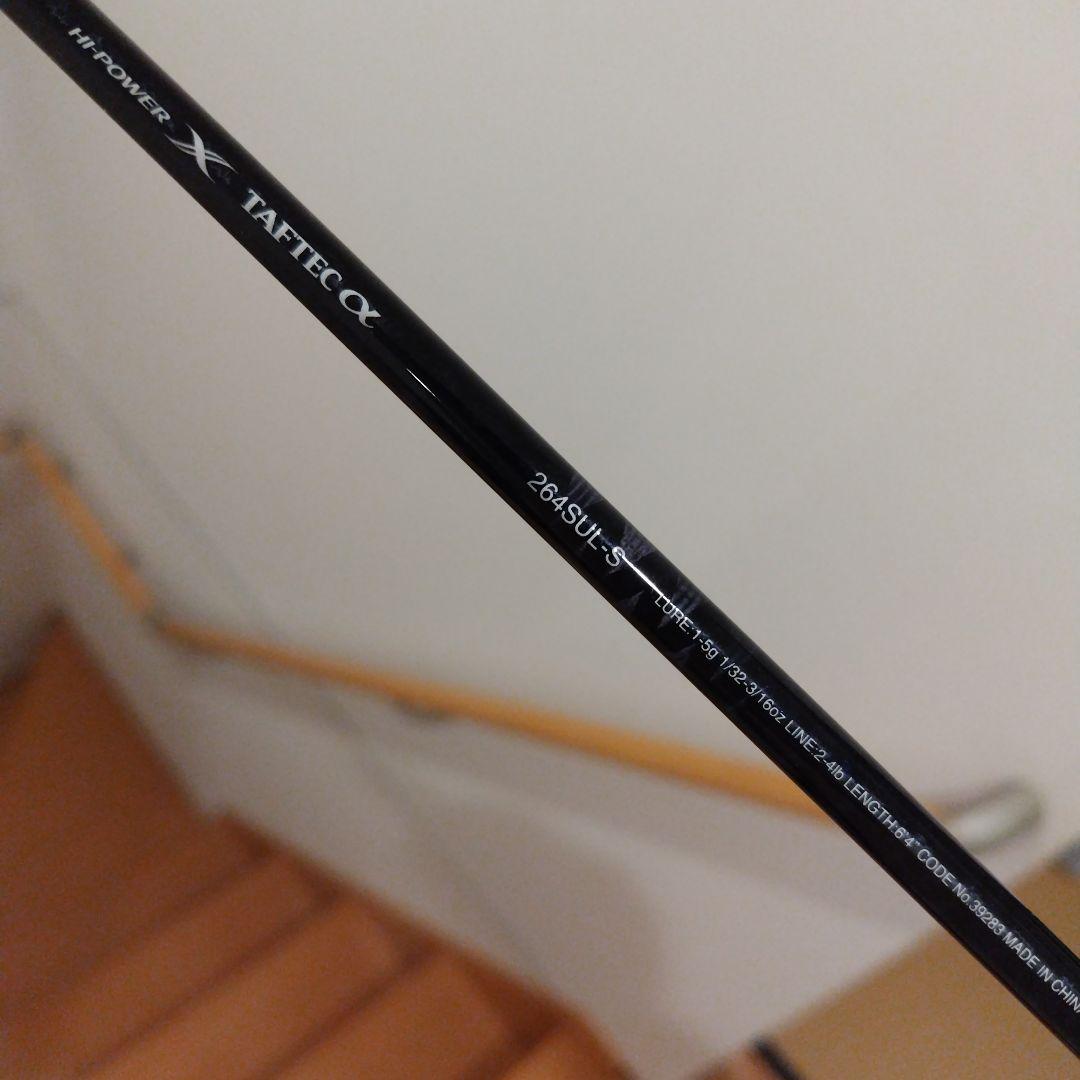 HI-POWER X TAFTEC α
264SUL-S
LURE:1-5g 1/32-3/16oz LINE:2-4lb LENGTH:6'4" CODE No.39283 MADE IN CHINA